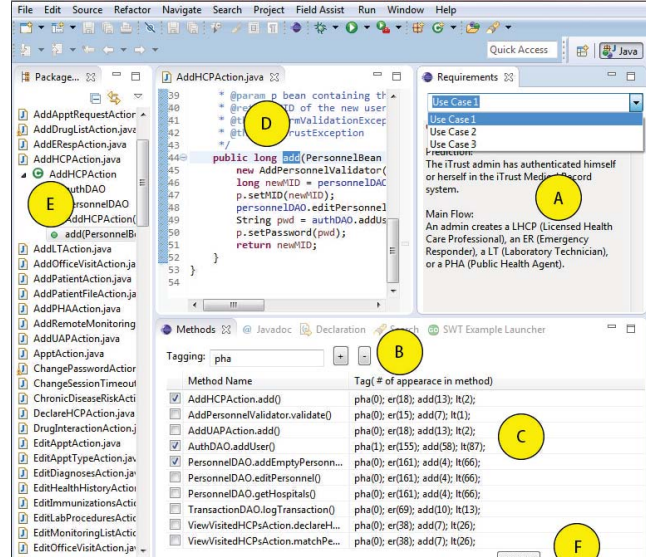 File Edit Source Refactor Navigate Search Project Field Assist Run Window Help
Quick Access
Java
Package...
AddApptRequestAction
AddDrugListAction.java
AddERespAction.java
AddHCPAction.java
AddHCPAction
authDAO
personnelDAO
AddHCPAction(
add(PersonnelBe
AddLTAction.java
AddOfficeVisitAction.ja
AddPatientAction.java
AddPatientFileAction.ja
AddPHAAction.java
AddRemoteMonitoring
AddUAPAction.java
ApptAction.java
ChangePasswordAction
ChangeSessionTimeout
ChronicDiseaseRiskActi
DeclareHCPAction.java
DrugInteractionAction.j
EditApptAction.java
EditApptTypeAction.jav
EditDiagnosesAction.jav
EditHealthHistoryAction
EditImmunizationsActic
EditLabProceduresActic
EditMonitoringListActic
EditOfficeVisitAction.jav
E
AddHCPAction.java
39 * @param p bean containing th
40 * @re MID of the new user
41 * @th rmValidationExcep
42 * @th rustException
43 */
44 public long add(PersonnelBean
45 new AddPersonnelValidator(
46 long newMID = personnelDAO
47 p.setMID(newMID);
48 personnelDAO.editPersonnel
49 String pwd = authDAO.addUs
50 p.setPassword(pwd);
51 return newMID;
52 }
53 }
54
D
Requirements
Use Case 1
Use Case 1
Use Case 2
Use Case 3
The iTrust admin has authenticated himself
or herself in the iTrust Medical Record
system.
Main Flow:
An admin creates a LHCP (Licensed Health
Care Professional), an ER (Emergency
Responder), a LT (Laboratory Technician),
or a PHA (Public Health Agent).
A
Methods @ Javadoc Declaration Search SWT Example Launcher
Tagging: pha + -
B
Method Name Tag( # of appearace in method)
AddHCPAction.add() pha(0); er(18); add(13); lt(2);
AddPersonnelValidator.validate() pha(0); er(15); add(7); lt(1);
AddUAPAction.add() pha(0); er(18); add(13); lt(2);
AuthDAO.addUser() pha(1); er(155); add(58); lt(87);
PersonnelDAO.addEmptyPersonn... pha(0); er(161); add(4); lt(66);
PersonnelDAO.editPersonnel() pha(0); er(161); add(4); lt(66);
PersonnelDAO.getHospitals() pha(0); er(161); add(4); lt(66);
TransactionDAO.logTransaction() pha(0); er(69); add(10); lt(13);
ViewVisitedHCPsAction.declareH... pha(0); er(38); add(7); lt(26);
ViewVisitedHCPsAction.matchPe... pha(0); er(38); add(7); lt(26);
C
F